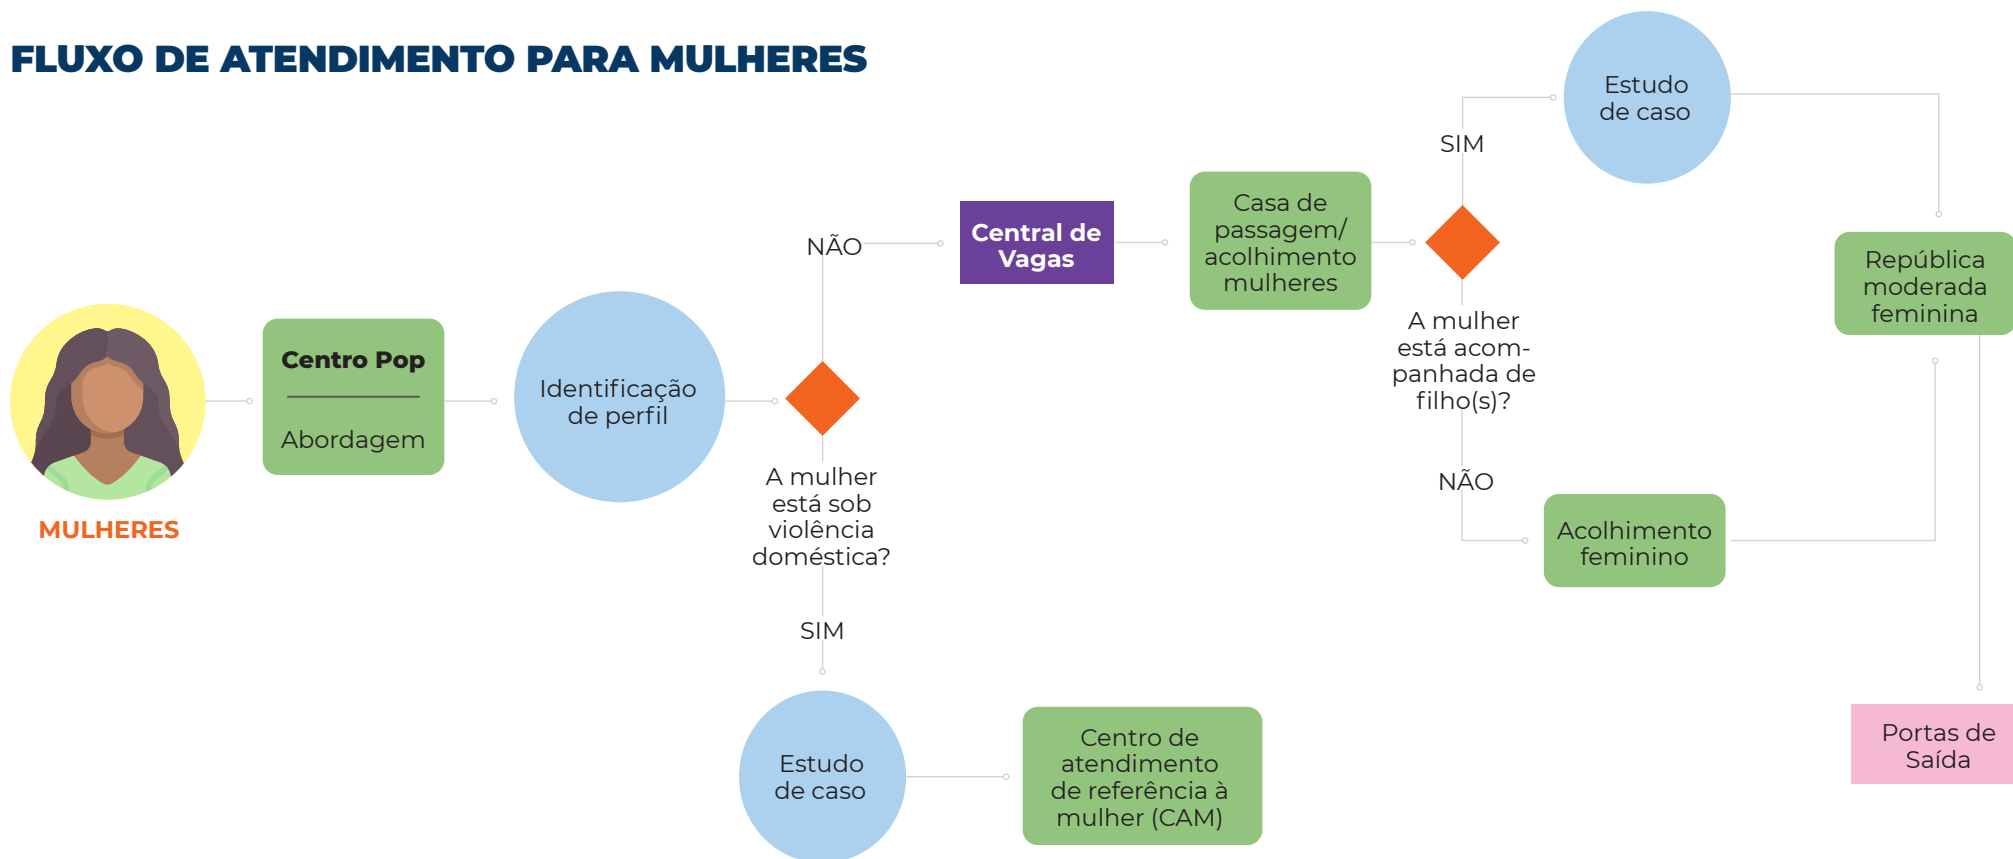 FLUXO DE ATENDIMENTO PARA MULHERES
MULHERES
Centro Pop
Abordagem
Identificação
de perfil
A mulher
está sob
violência
doméstica?
NÃO
Central de
Vagas
Casa de
passagem/
acolhimento
mulheres
A mulher
está acom-
panhada de
filho(s)?
SIM
Estudo
de caso
NÃO
Acolhimento
feminino
República
moderada
feminina
Portas de
Saída
SIM
Estudo
de caso
Centro de
atendimento
de referência à
mulher (CAM)